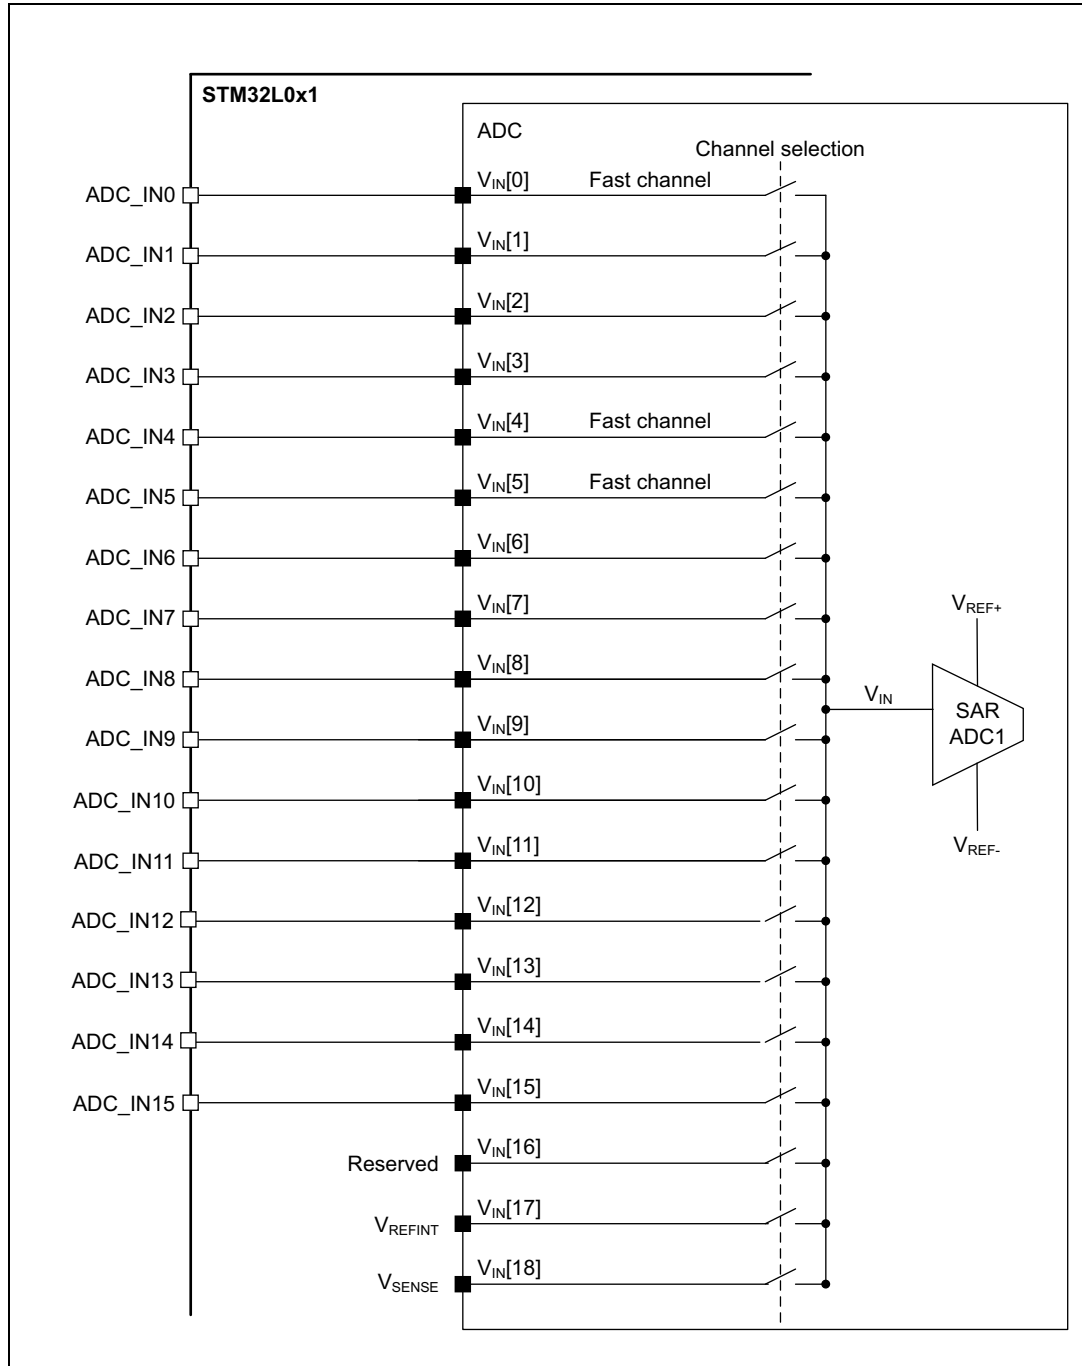 STM32L0x1
ADC
Channel selection
ADC_IN0 VIN[0] Fast channel
ADC_IN1 VIN[1]
ADC_IN2 VIN[2]
ADC_IN3 VIN[3]
ADC_IN4 VIN[4] Fast channel
ADC_IN5 VIN[5] Fast channel
ADC_IN6 VIN[6]
ADC_IN7 VIN[7]
VREF+
ADC_IN8 VIN[8]
VIN
SAR
ADC1
ADC_IN9 VIN[9]
ADC_IN10 VIN[10]
ADC_IN11 VIN[11]
VREF-
ADC_IN12 VIN[12]
ADC_IN13 VIN[13]
ADC_IN14 VIN[14]
ADC_IN15 VIN[15]
Reserved VIN[16]
VREFINT VIN[17]
VSENSE VIN[18]